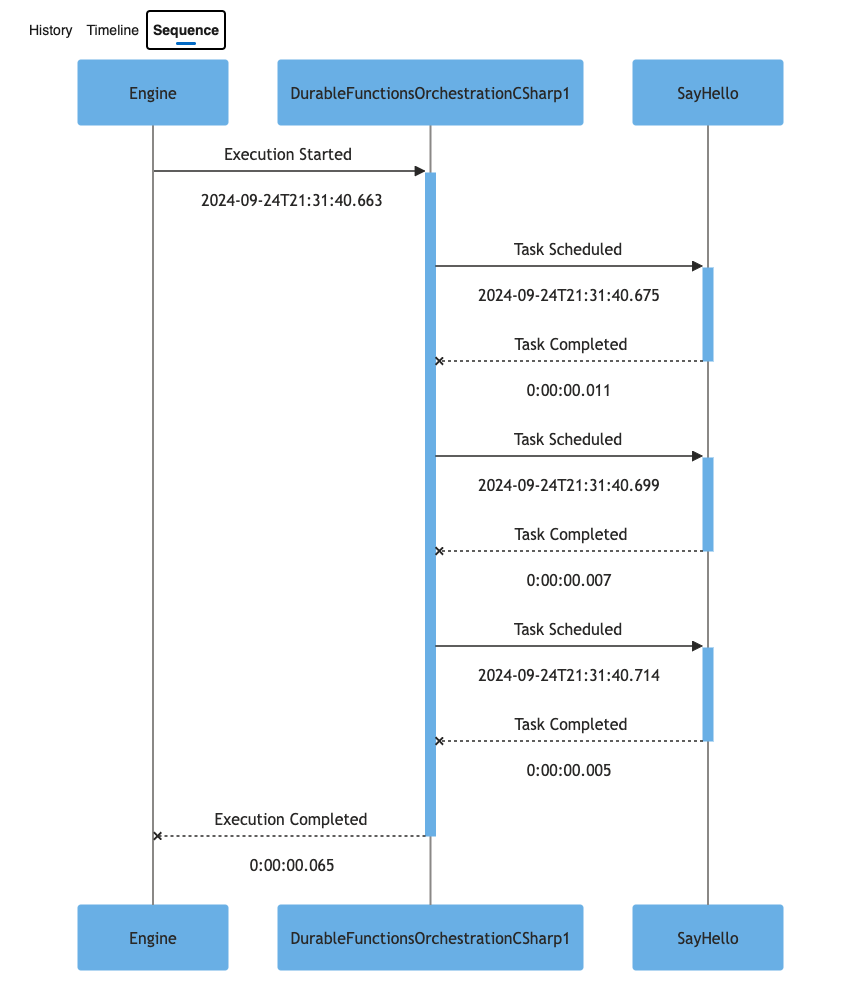 History Timeline Sequence
Engine DurableFunctionsOrchestrationCSharp1 SayHello
Execution Started
2024-09-24T21:31:40.663
Task Scheduled
2024-09-24T21:31:40.675
Task Completed
0:00:00.011
Task Scheduled
2024-09-24T21:31:40.699
Task Completed
0:00:00.007
Task Scheduled
2024-09-24T21:31:40.714
Task Completed
0:00:00.005
Execution Completed
0:00:00.065
Engine DurableFunctionsOrchestrationCSharp1 SayHello